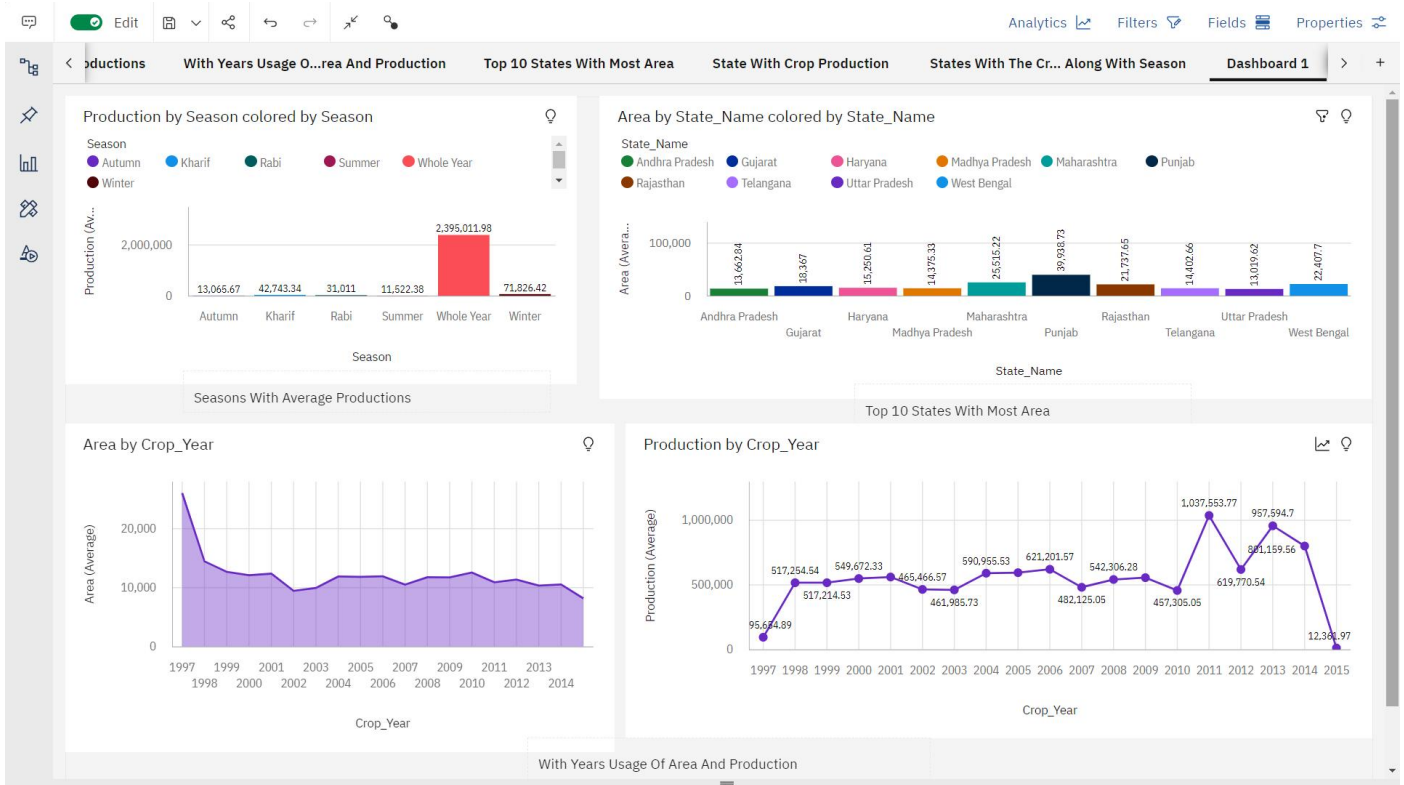 Edit
Analytics
Filters
Fields
Properties
oductions
With Years Usage O...rea And Production
Top 10 States With Most Area
State With Crop Production
States With The Cr... Along With Season
Dashboard 1
Production by Season colored by Season
Season
Autumn Kharif Rabi Summer Whole Year
Winter
Production (Av...
2,000,000
0
13,065.67 42,743.34 31,011 11,522.38 2,395,011.98 71,826.42
Autumn Kharif Rabi Summer Whole Year Winter
Season
Seasons With Average Productions
Area by State_Name colored by State_Name
State_Name
Andhra Pradesh Gujarat Haryana Madhya Pradesh Maharashtra Punjab
Rajasthan Telangana Uttar Pradesh West Bengal
Area (Avera...
100,000
0
13,662.84 18,367 15,250.61 14,375.33 25,515.22 39,938.73 21,737.65 14,402.66 13,019.62 22,407.7
Andhra Pradesh Haryana Maharashtra Rajasthan Uttar Pradesh
Gujarat Madhya Pradesh Punjab Telangana West Bengal
State_Name
Top 10 States With Most Area
Area by Crop_Year
Area (Average)
20,000
10,000
0
1997 1999 2001 2003 2005 2007 2009 2011 2013
1998 2000 2002 2004 2006 2008 2010 2012 2014
Crop_Year
Production by Crop_Year
Production (Average)
1,000,000
500,000
0
95,654.89 517,254.54 517,214.53 549,672.33 465,466.57 461,985.73 590,955.53 621,201.57 482,125.05 542,306.28 457,305.05 1,037,553.77 619,770.54 957,594.7 801,159.56 12,361.97
1997 1998 1999 2000 2001 2002 2003 2004 2005 2006 2007 2008 2009 2010 2011 2012 2013 2014 2015
Crop_Year
With Years Usage Of Area And Production